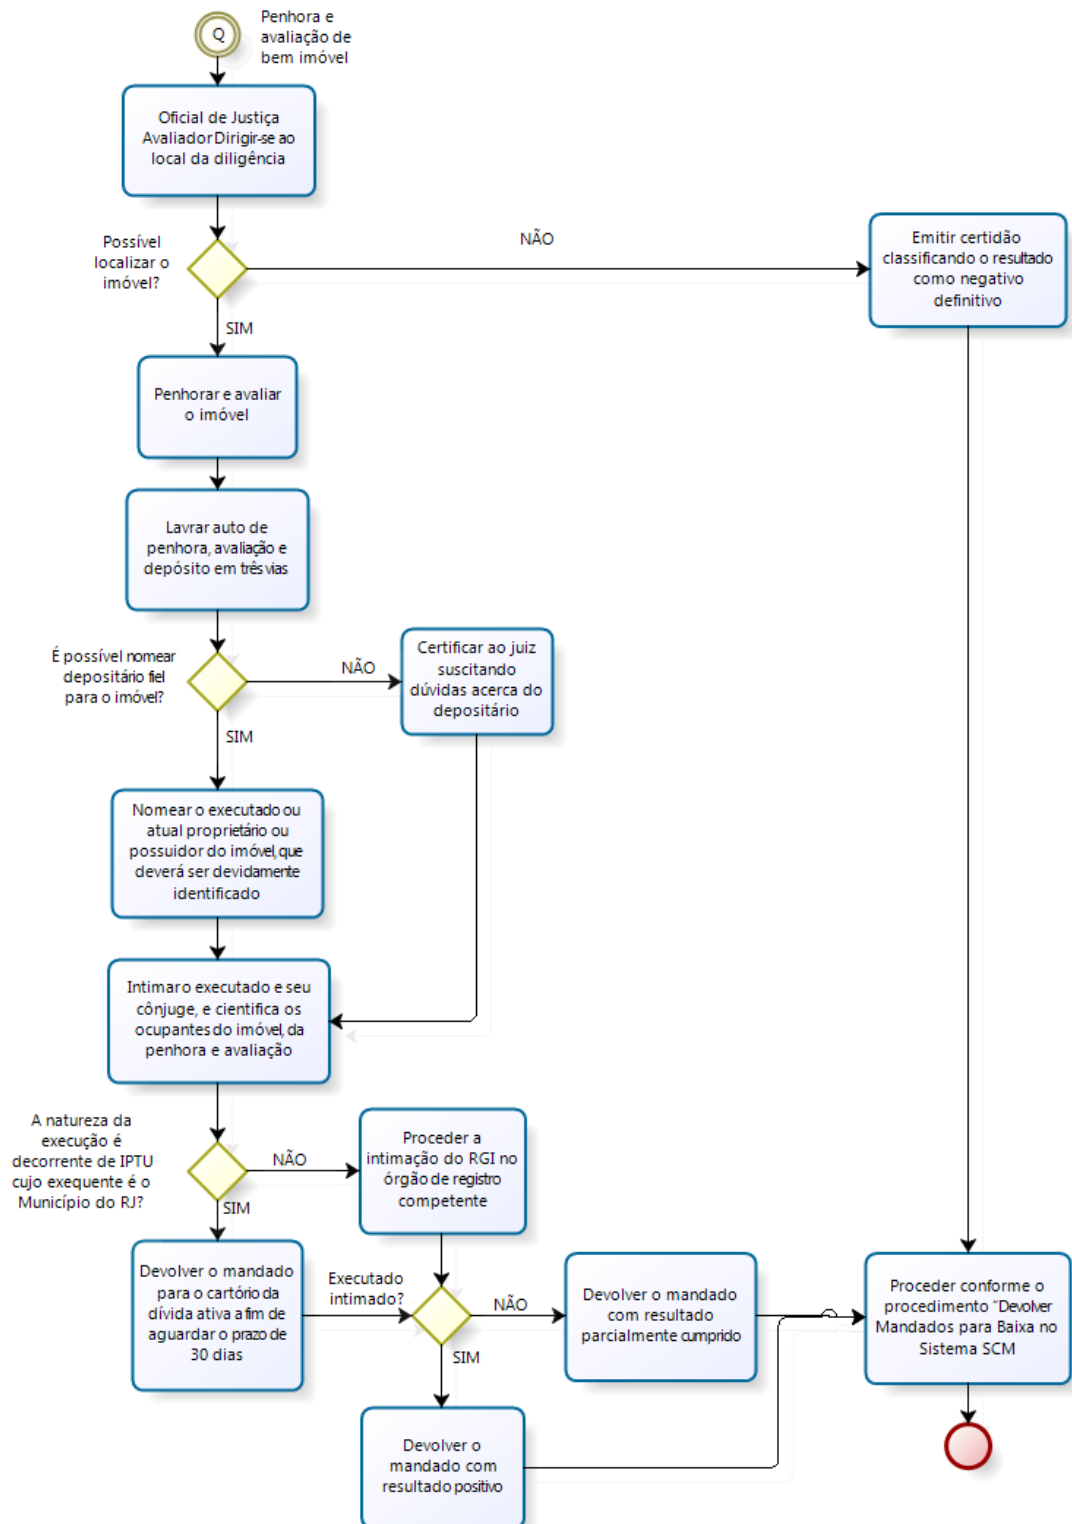 Q
Penhora e
avaliação de
bem imóvel
Oficial de Justiça
Avaliador Dirigir-se ao
local da diligência
Possível
localizar o
imóvel?
NÃO
Emitir certidão
classificando o resultado
como negativo
definitivo
SIM
Penhorar e avaliar
o imóvel
Lavrar auto de
penhora, avaliação e
depósito em três vias
É possível nomear
depositário fiel
para o imóvel?
NÃO
Certificar ao juiz
suscitando
dúvidas acerca do
depositário
SIM
Nomear o executado ou
atual proprietário ou
possuidor do imóvel, que
deverá ser devidamente
identificado
Intimar o executado e seu
cônjuge, e cientifica os
ocupantes do imóvel, da
penhora e avaliação
A natureza da
execução é
decorrente de IPTU
cujo exequente é o
Município do RJ?
NÃO
Proceder a
intimação do RGI no
órgão de registro
competente
SIM
Devolver o mandado
para o cartório da
dívida ativa a fim de
aguardar o prazo de
30 dias
Executado
intimado?
NÃO
Devolver o mandado
com resultado
parcialmente cumprido
Proceder conforme o
procedimento “Devolver
Mandados para Baixa no
Sistema SCM
SIM
Devolver o
mandado com
resultado positivo